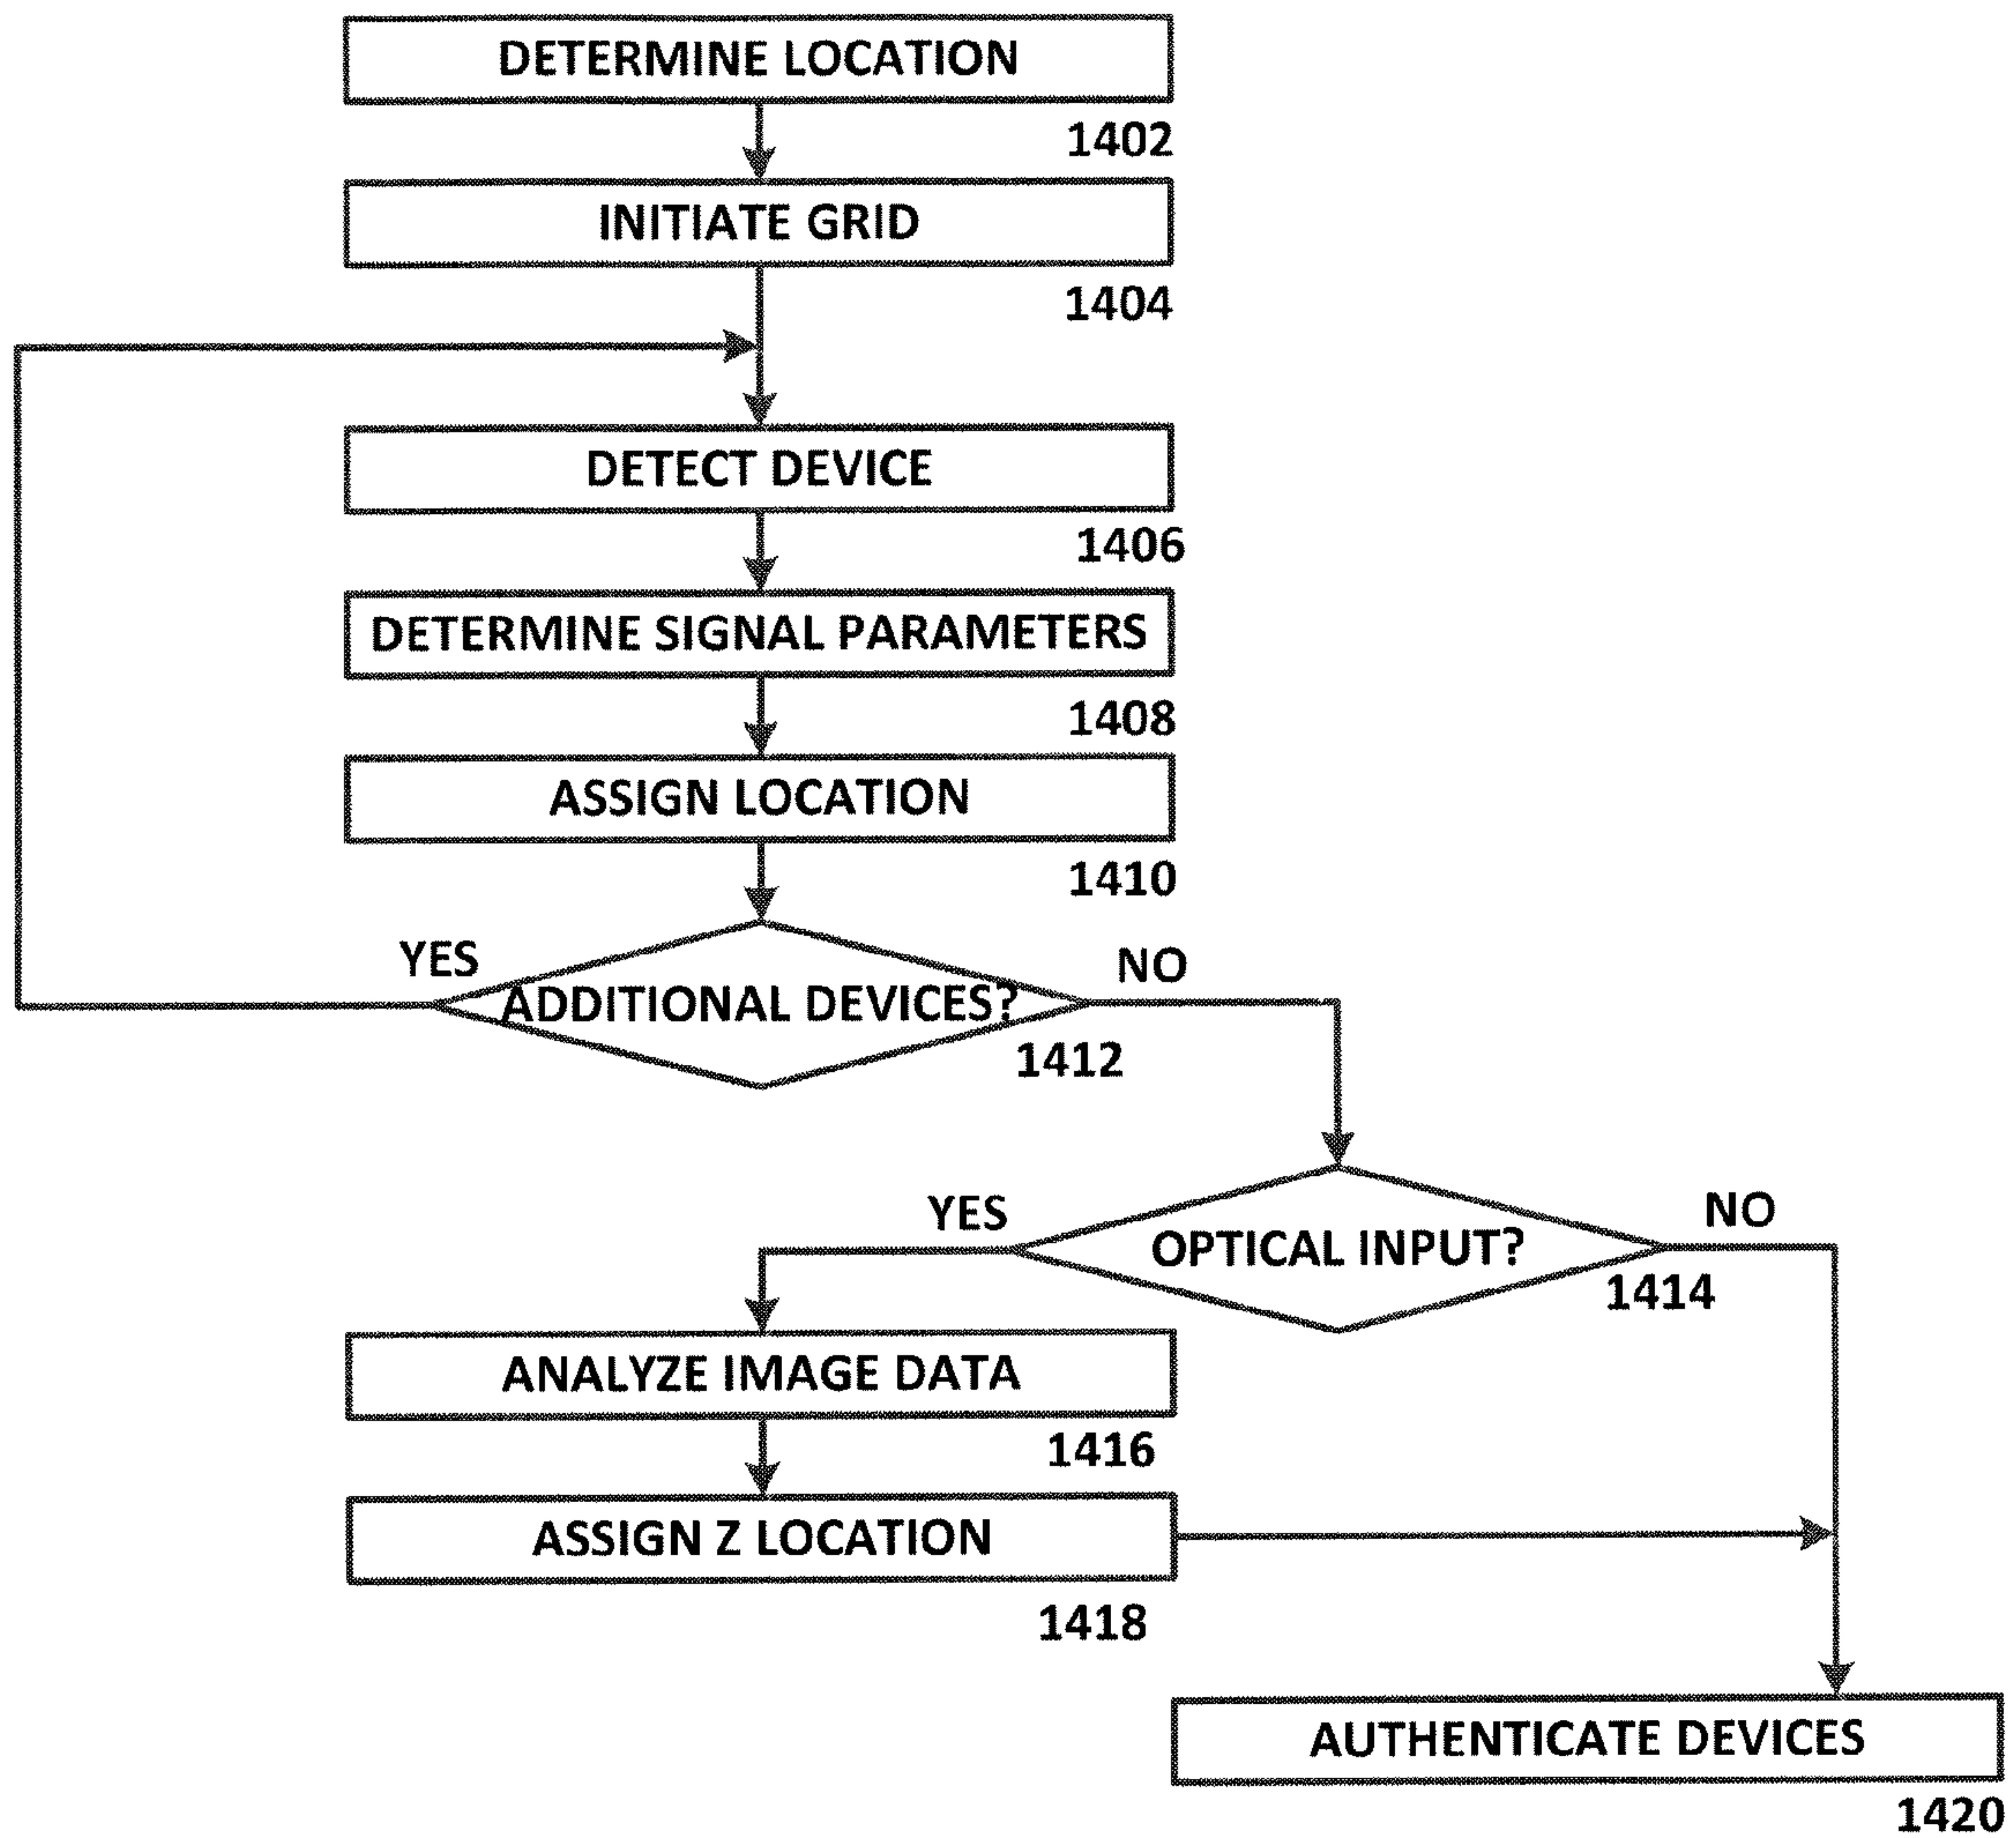 DETERMINE LOCATION
1402
INITIATE GRID
1404
DETECT DEVICE
1406
DETERMINE SIGNAL PARAMETERS
1408
ASSIGN LOCATION
1410
YES
NO
ADDITIONAL DEVICES?
1412
YES
NO
OPTICAL INPUT?
1414
ANALYZE IMAGE DATA
1416
ASSIGN Z LOCATION
1418
AUTHENTICATE DEVICES
1420